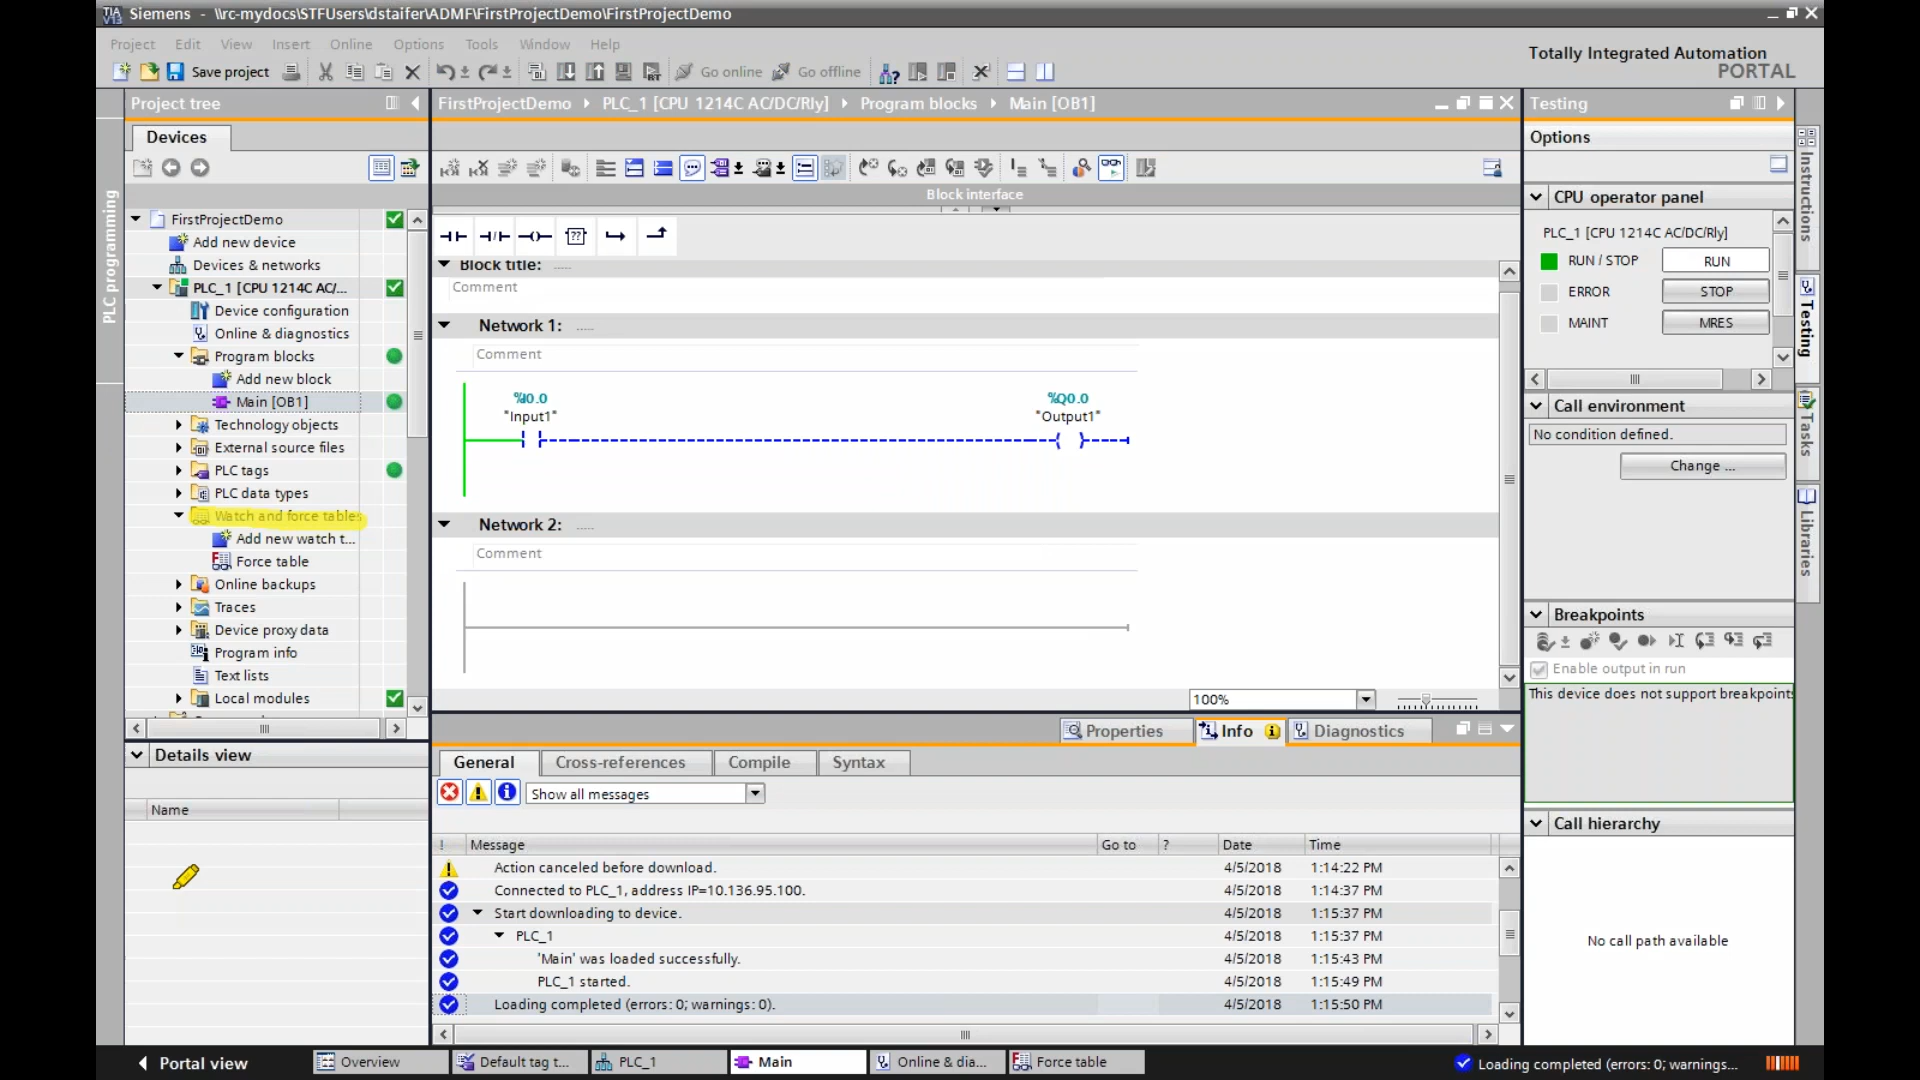 Siemens - \\rc-mydocs\STFUsers\dstaifer\ADMF\FirstProjectDemo\FirstProjectDemo
TIA
V13
Project Edit View Insert Online Options Tools Window Help
Save project
Go online
Go offline
Totally Integrated Automation
PORTAL
PLC programming
Project tree
Devices
FirstProjectDemo
Add new device
Devices & networks
PLC_1 [CPU 1214C AC/...
Device configuration
Online & diagnostics
Program blocks
Add new block
Main [OB1]
Technology objects
External source files
PLC tags
PLC data types
Watch and force tables
Add new watch t...
Force table
Online backups
Traces
Device proxy data
Program info
Text lists
Local modules
Details view
Name
FirstProjectDemo PLC_1 [CPU 1214C AC/DC/Rly] Program blocks Main [OB1]
Block interface
??
Block title: .....
Comment
Network 1: .....
Comment
%I0.0
"Input1"
%Q0.0
"Output1"
Network 2: .....
Comment
100%
Properties Info Diagnostics
General Cross-references Compile Syntax
Show all messages
! Message Go to ? Date Time
Action canceled before download. 4/5/2018 1:14:22 PM
Connected to PLC_1, address IP=10.136.95.100. 4/5/2018 1:14:37 PM
Start downloading to device. 4/5/2018 1:15:37 PM
PLC_1 4/5/2018 1:15:37 PM
'Main' was loaded successfully. 4/5/2018 1:15:43 PM
PLC_1 started. 4/5/2018 1:15:49 PM
Loading completed (errors: 0; warnings: 0). 4/5/2018 1:15:50 PM
Testing
Options
CPU operator panel
PLC_1 [CPU 1214C AC/DC/Rly]
RUN / STOP RUN
ERROR STOP
MAINT MRES
Call environment
No condition defined.
Change ...
Breakpoints
Enable output in run
This device does not support breakpoints
Call hierarchy
No call path available
Instructions
Testing
Tasks
Libraries
Portal view
Overview
Default tag t...
PLC_1
Main
Online & dia...
Force table
Loading completed (errors: 0; warnings...